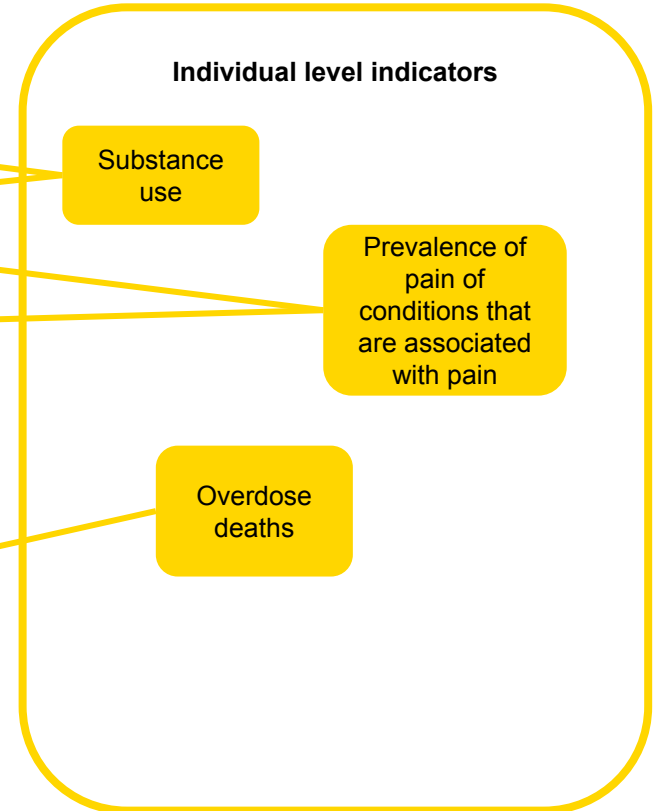 Individual level indicators
Substance
use
Prevalence of
pain of
conditions that
are associated
with pain
Overdose
deaths